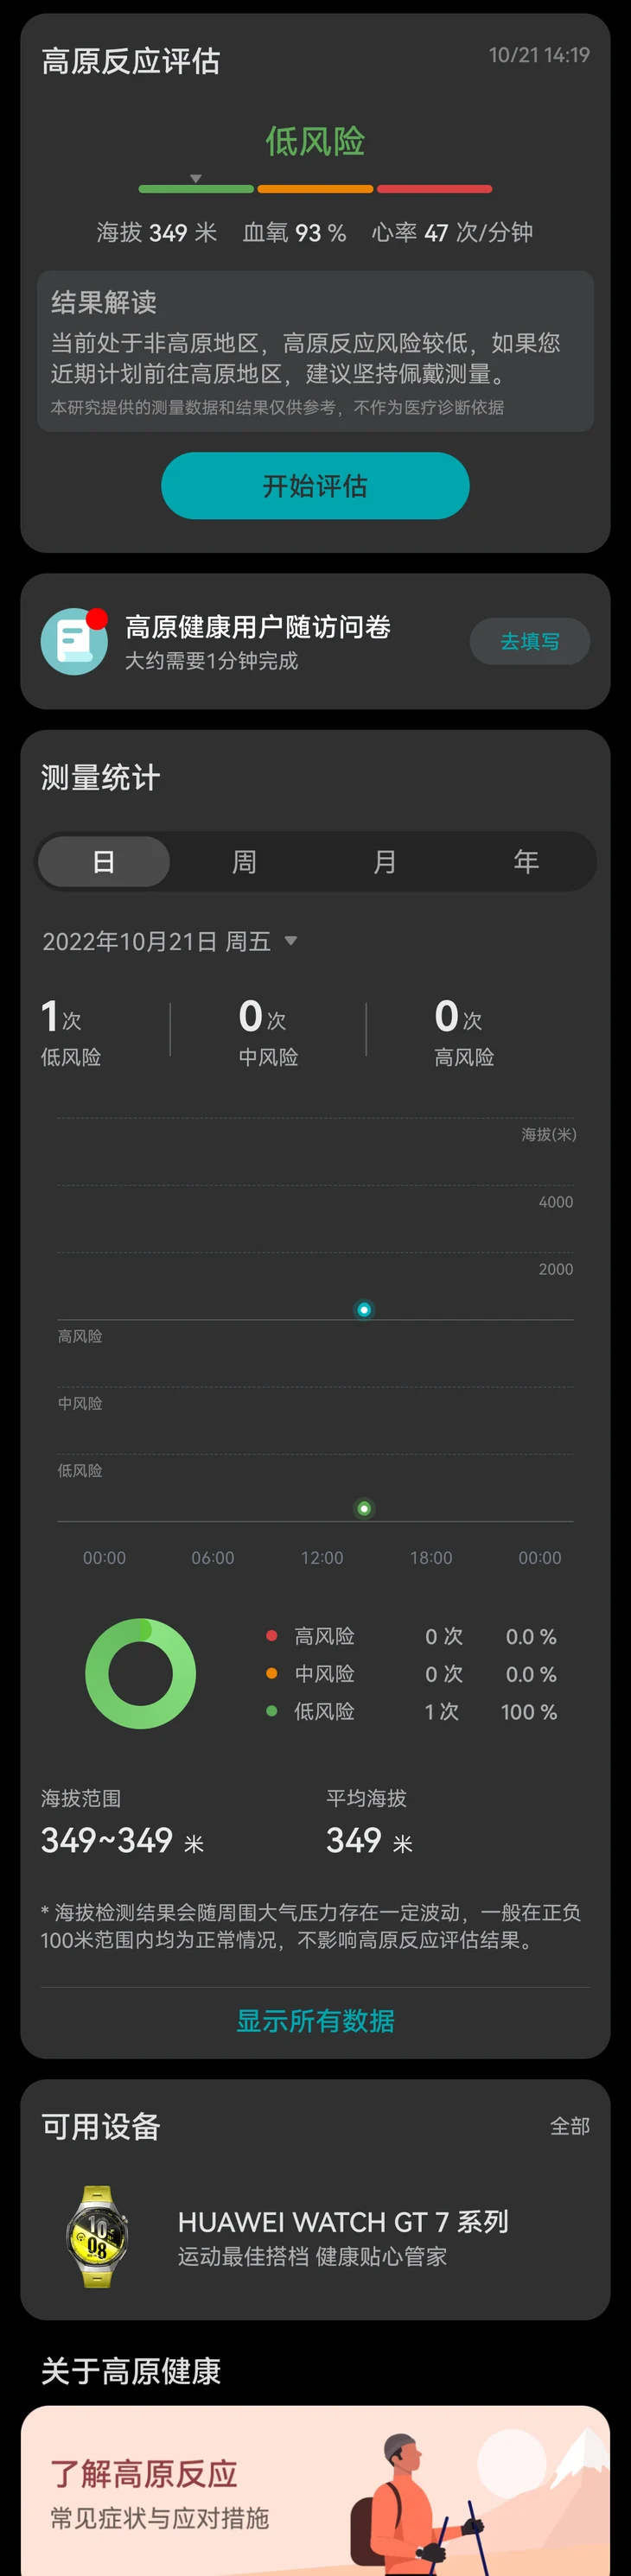 高原反应评估
10/21 14:19
低风险
海拔 349 米 血氧 93 % 心率 47 次/分钟
结果解读
当前处于非高原地区，高原反应风险较低，如果您
近期计划前往高原地区，建议坚持佩戴测量。
本研究提供的测量数据和结果仅供参考，不作为医疗诊断依据
开始评估
高原健康用户随访问卷
大约需要1分钟完成
去填写
测量统计
日 周 月 年
2022年10月21日 周五
1次 0次 0次
低风险 中风险 高风险
海拔(米)
4000
2000
高风险
中风险
低风险
00:00 06:00 12:00 18:00 00:00
高风险 0 次 0.0 %
中风险 0 次 0.0 %
低风险 1 次 100 %
海拔范围 平均海拔
349~349 米 349 米
* 海拔检测结果会随周围大气压力存在一定波动，一般在正负
100米范围内均为正常情况，不影响高原反应评估结果。
显示所有数据
可用设备
全部
10
08
HUAWEI WATCH GT 7 系列
运动最佳搭档 健康贴心管家
关于高原健康
了解高原反应
常见症状与应对措施